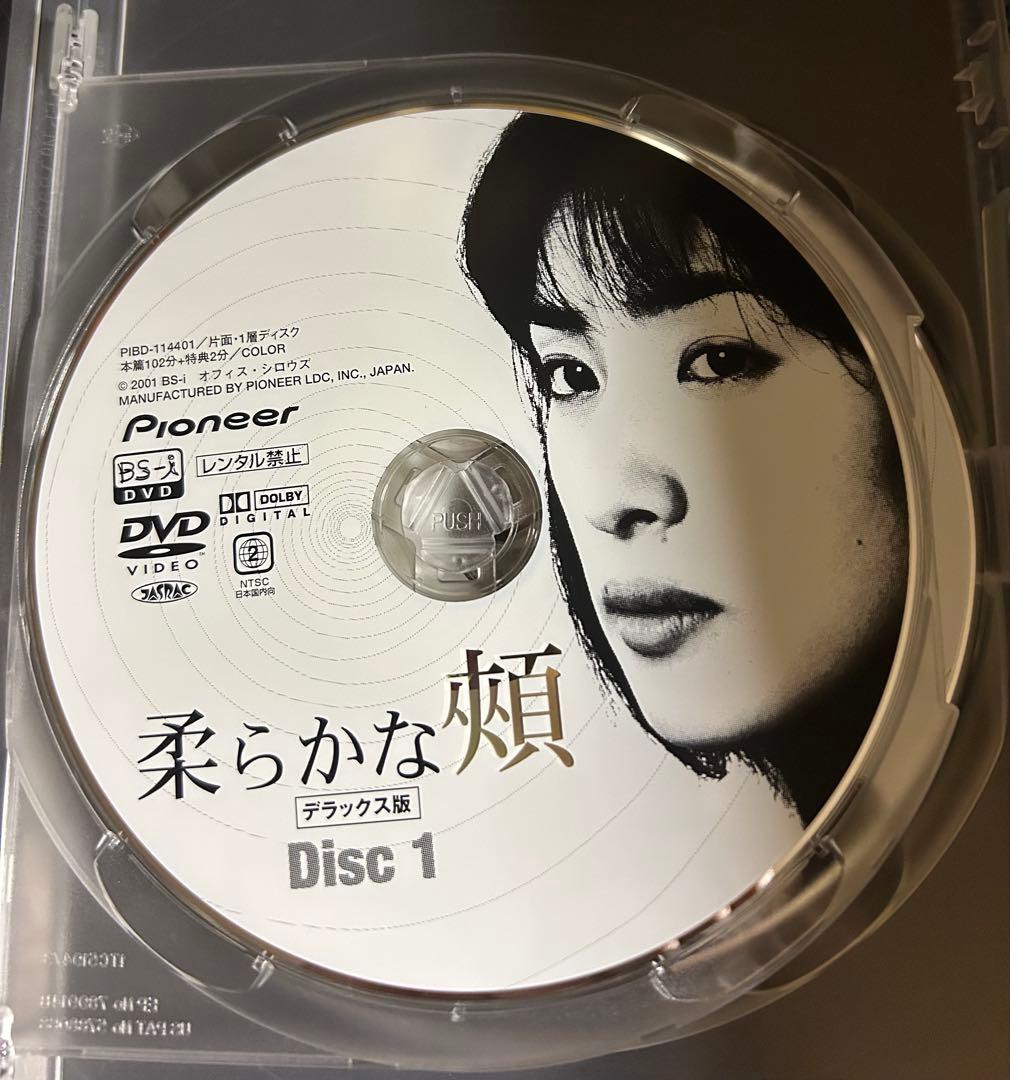 PIBD-114401／片面・1層ディスク
本篇102分+特典2分／COLOR
© 2001 BS-i オフィス・シロウズ
MANUFACTURED BY PIONEER LDC, INC., JAPAN.
Pioneer
BS-i
DVD
レンタル禁止
DVD
VIDEO
DOLBY
DIGITAL
2
NTSC
日本国内向
JASRAC
PUSH
柔らかな頬
デラックス版
Disc 1